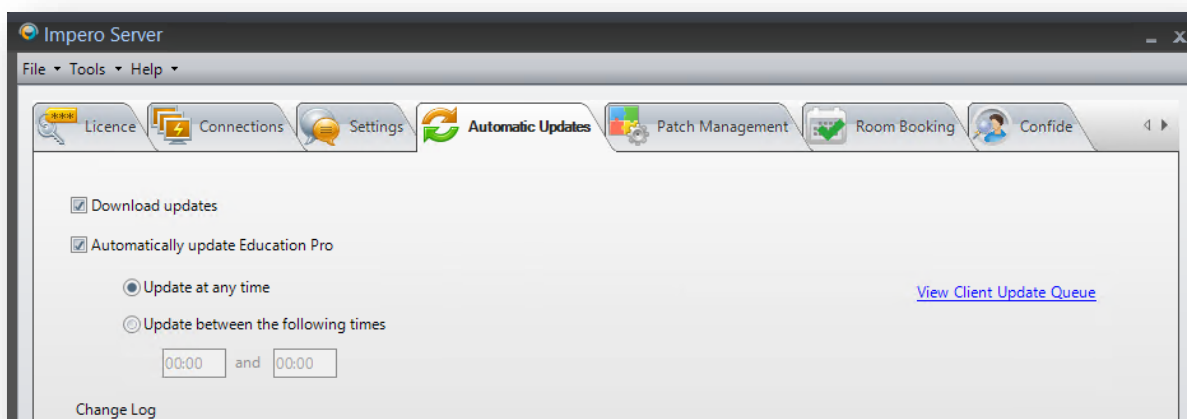 Impero Server
File Tools Help
*** Licence Connections Settings Automatic Updates Patch Management Room Booking Confide
Download updates
Automatically update Education Pro
Update at any time
View Client Update Queue
Update between the following times
00:00 and 00:00
Change Log